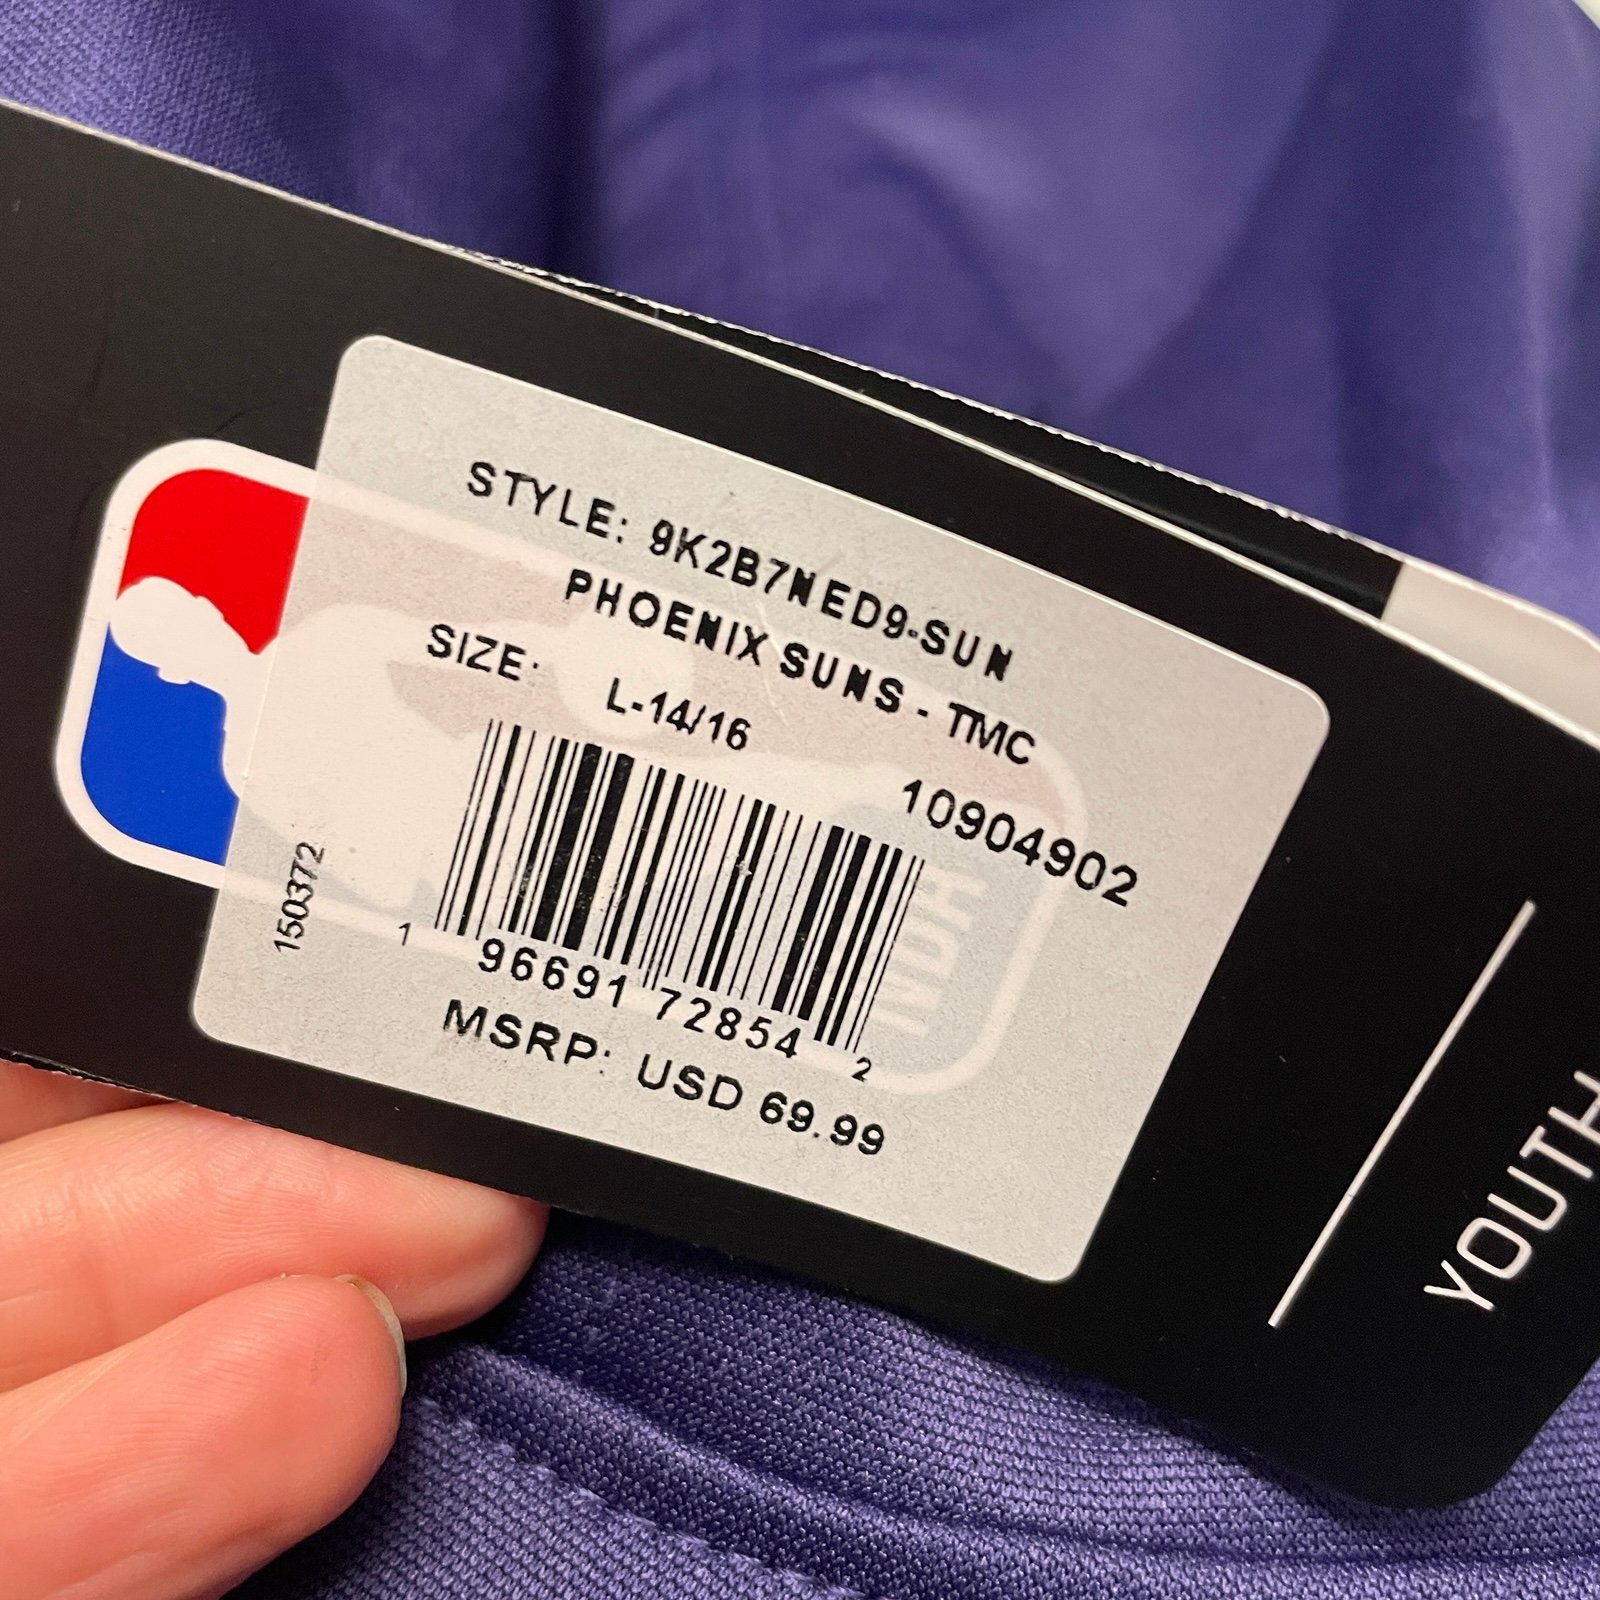 STYLE: 9K2B7NED9-SUN
PHOENIX SUNS - TMC
SIZE: L-14/16
10904902
150372
1 96691 72854 2
MSRP: USD 69.99
NBA
YOUTH